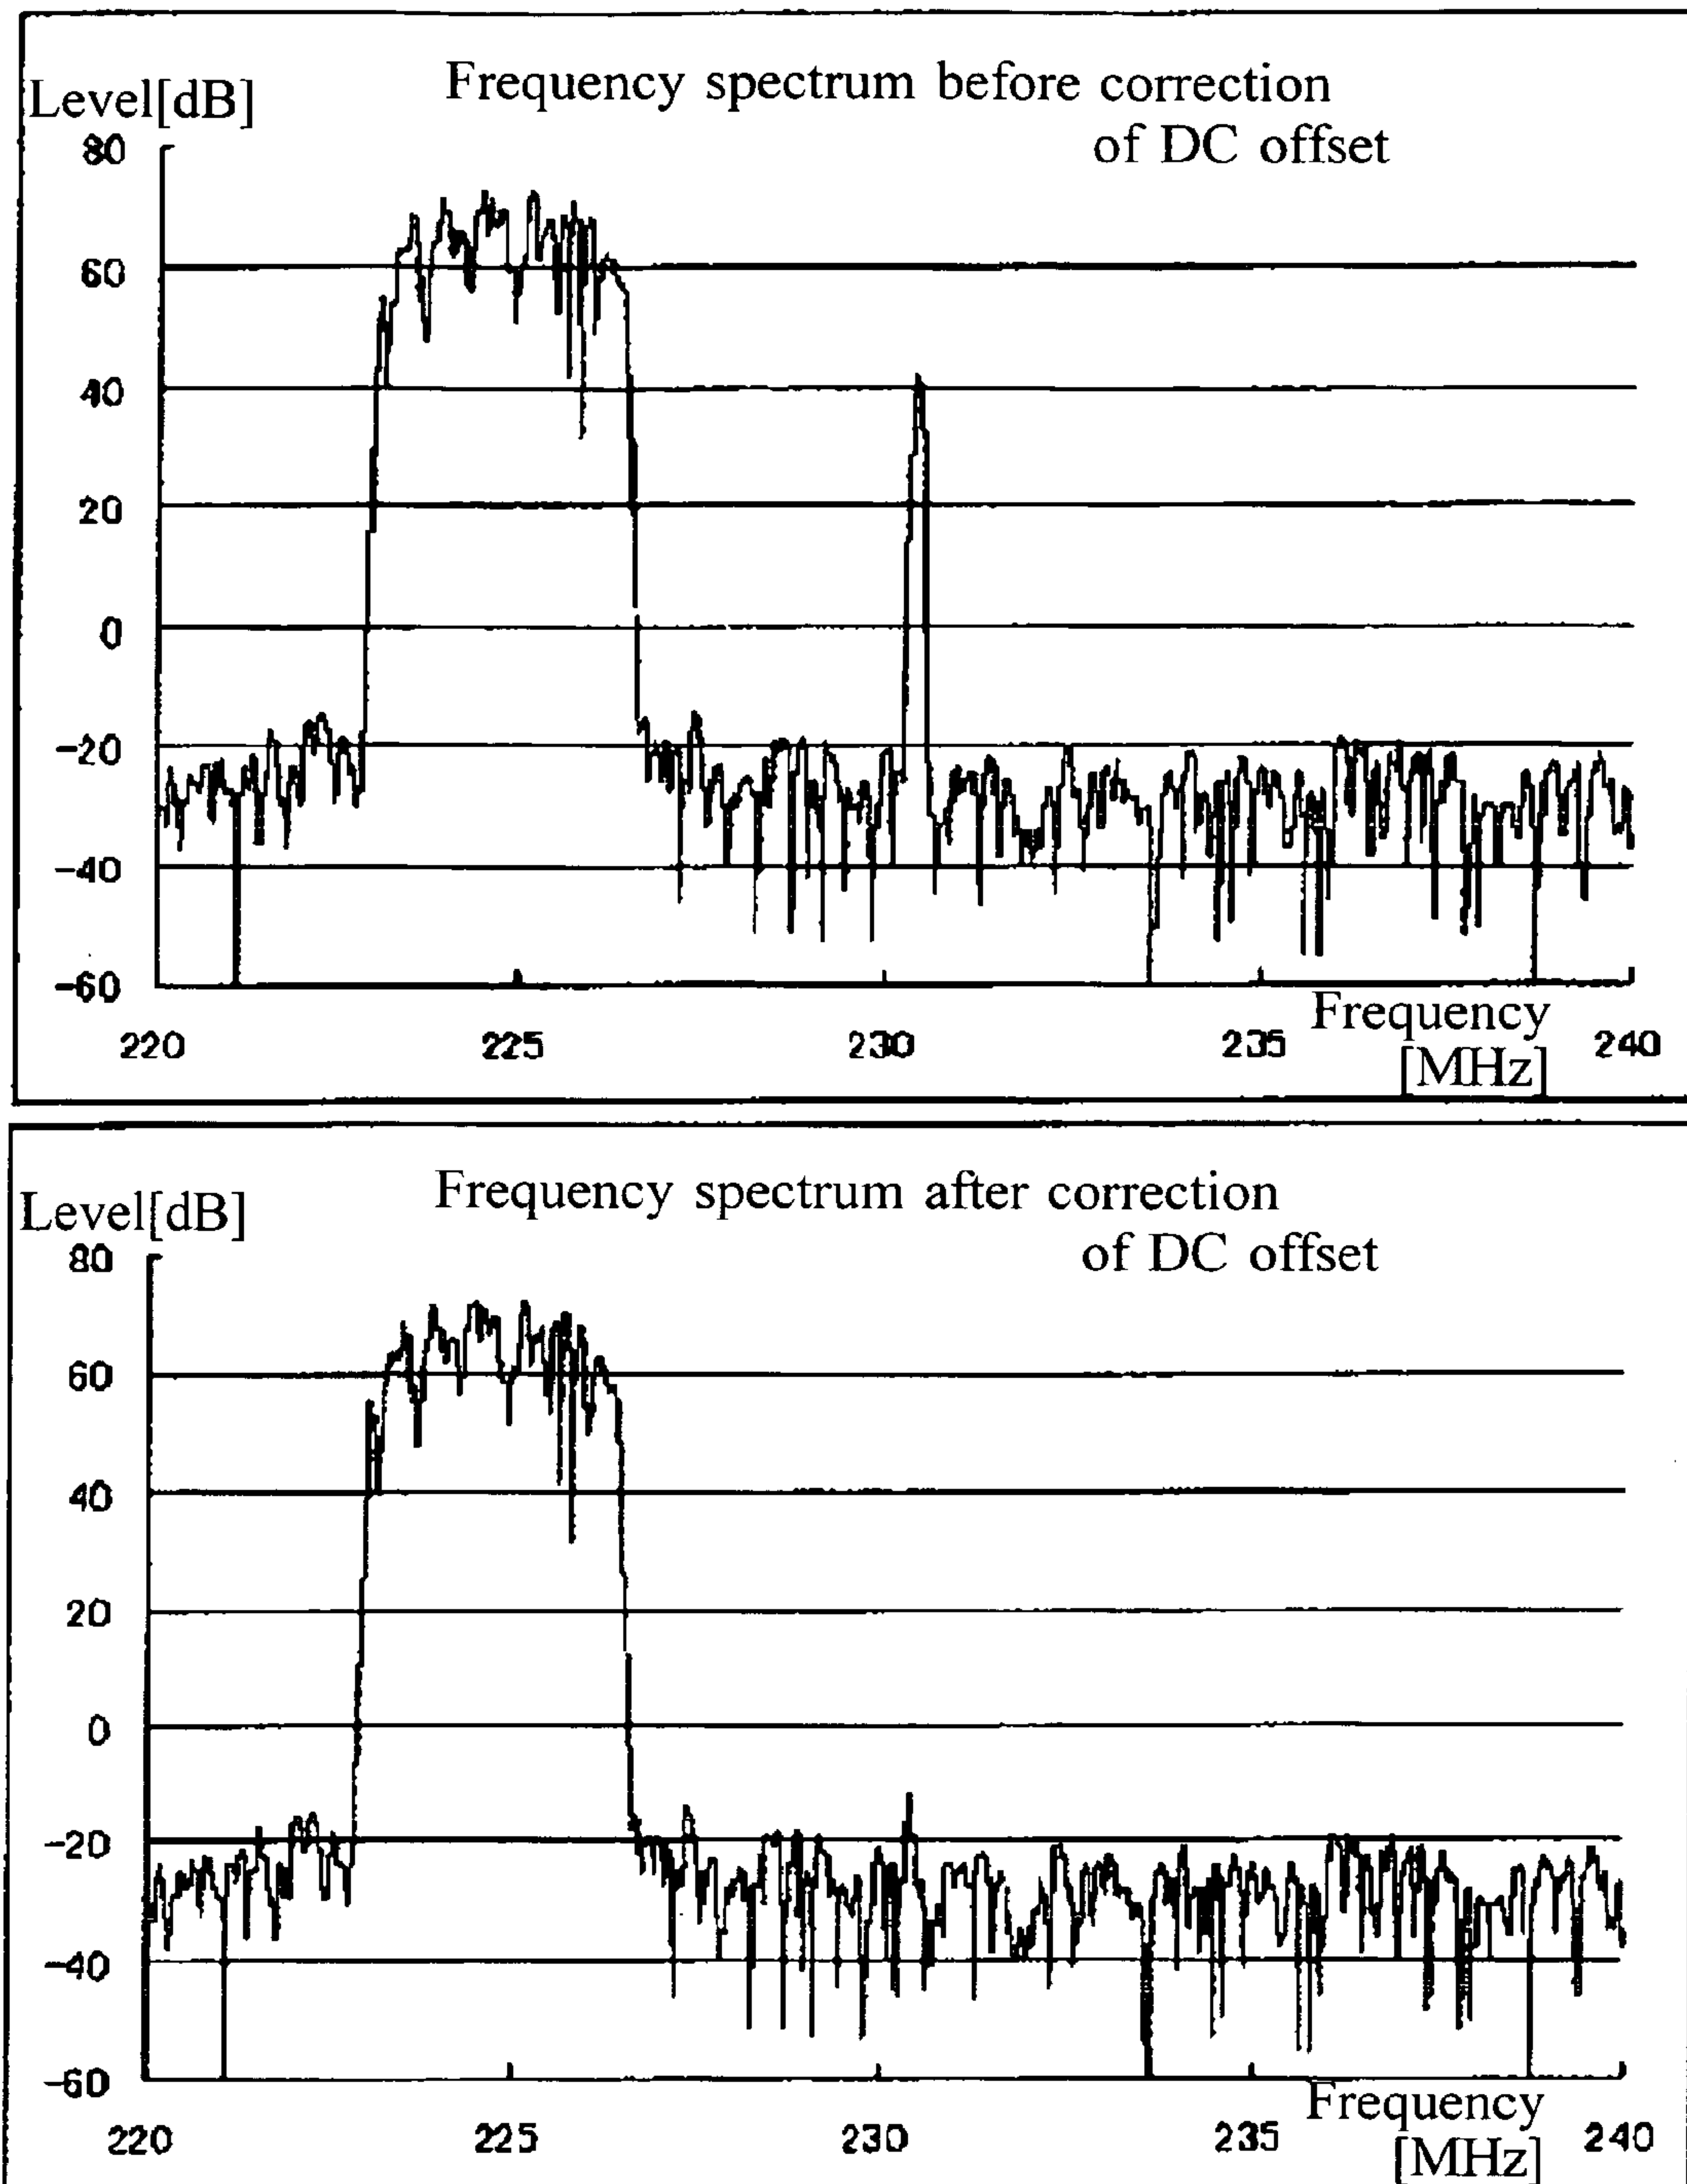 Frequency spectrum before correction
of DC offset
Level[dB]
80
60
40
20
0
-20
-40
-60
220
225
230
235
240
Frequency
[MHz]
Frequency spectrum after correction
of DC offset
Level[dB]
80
60
40
20
0
-20
-40
-60
220
225
230
235
240
Frequency
[MHz]